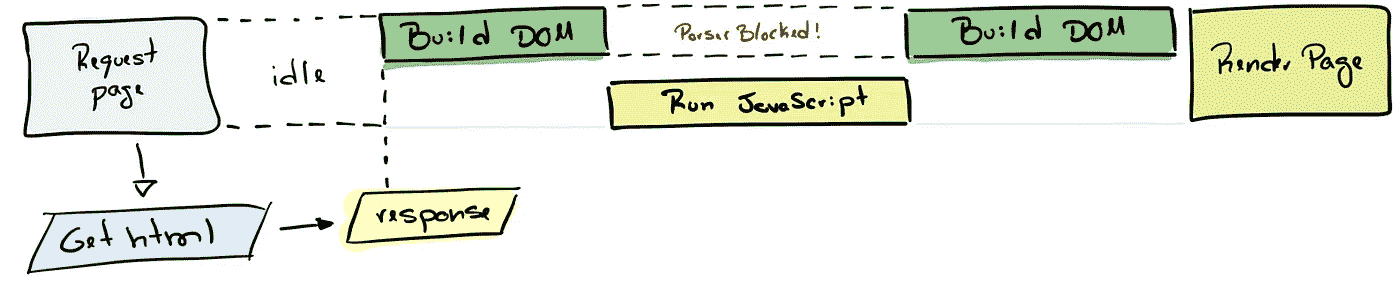 Request
page
idle
Build DOM
Parser Blocked!
Build DOM
Render Page
Run JavaScript
Get html
response